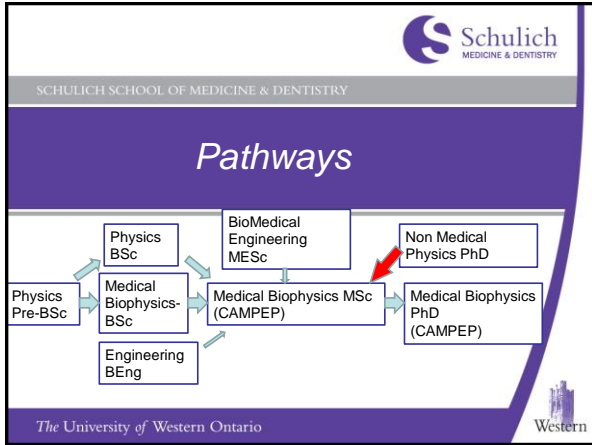 Schulich
MEDICINE & DENTISTRY
SCHULICH SCHOOL OF MEDICINE & DENTISTRY
Pathways
Physics
BSc
BioMedical
Engineering
MESc
Non Medical
Physics PhD
Physics
Pre-BSc
Medical
Biophysics-
BSc
Medical Biophysics MSc
(CAMPEP)
Medical Biophysics
PhD
(CAMPEP)
Engineering
BEng
The University of Western Ontario
Western